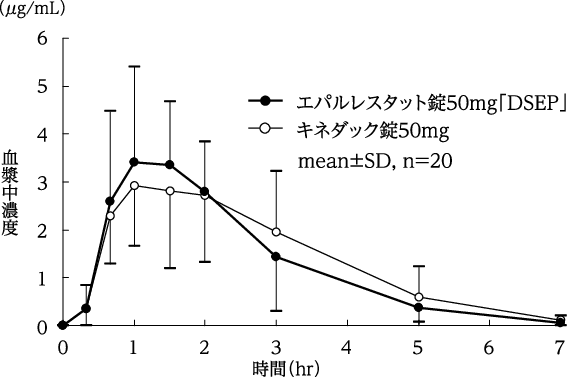 (μg/mL)
6
5
4
3
2
1
0
血漿中濃度
エパルレスタット錠50mg「DSEP」
キネダック錠50mg
mean±SD, n=20
0 1 2 3 4 5 6 7
時間(hr)